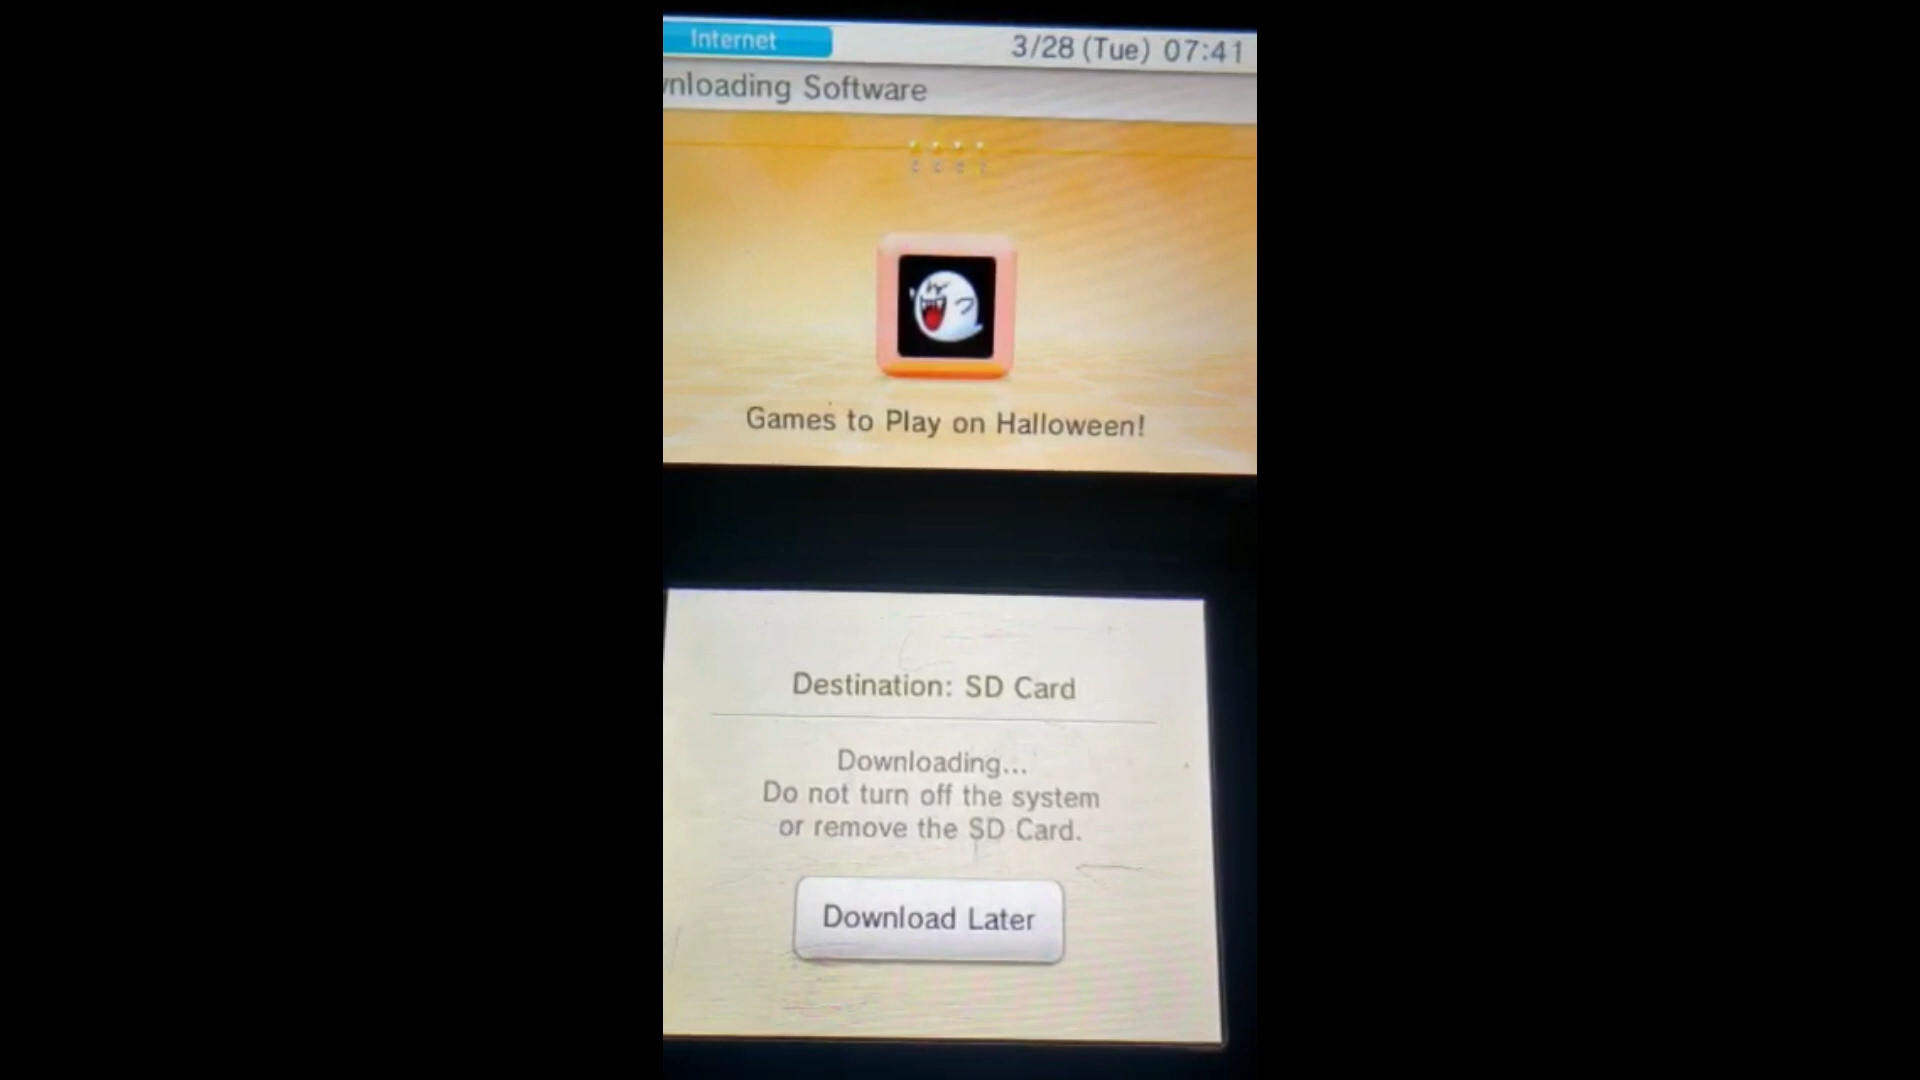 Internet
3/28 (Tue) 07:41
nloading Software
Games to Play on Halloween!
Destination: SD Card
Downloading...
Do not turn off the system
or remove the SD Card.
Download Later